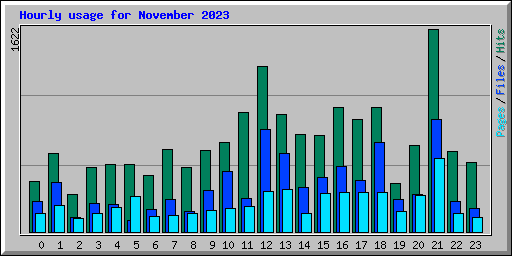 Hourly usage for November 2023
1622
Pages / Files / Hits
0 1 2 3 4 5 6 7 8 9 10 11 12 13 14 15 16 17 18 19 20 21 22 23